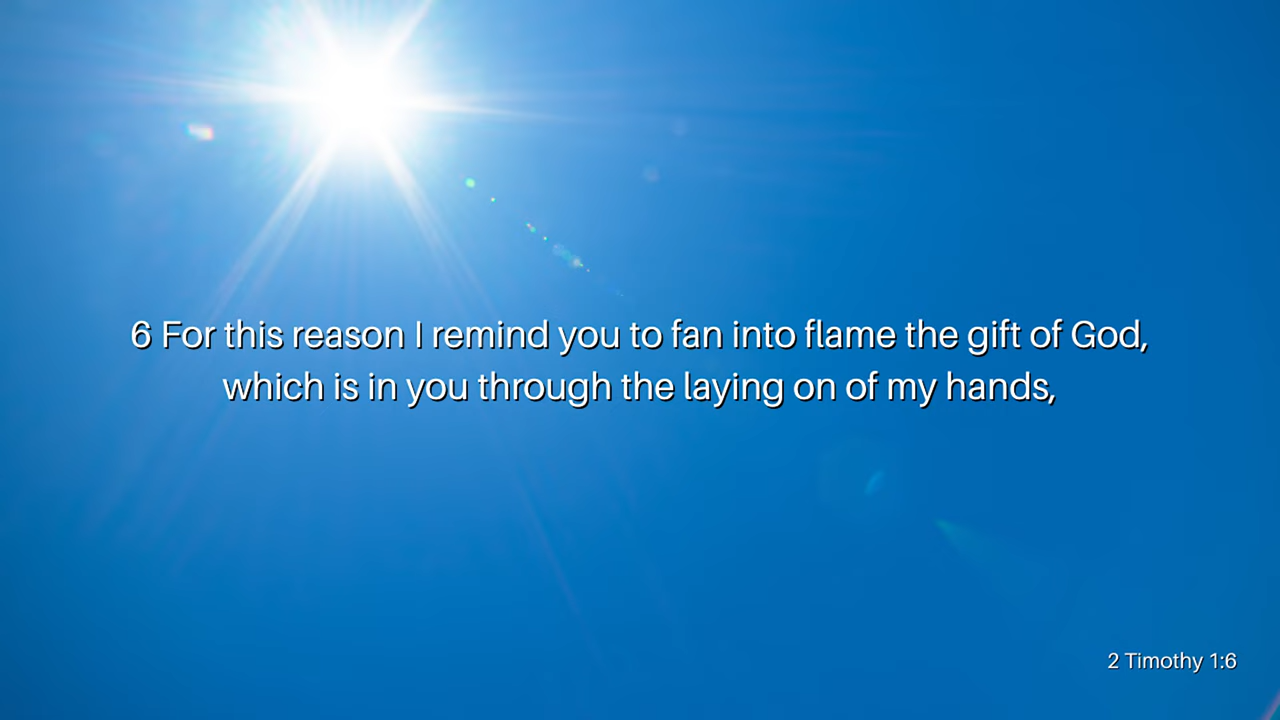 6 For this reason I remind you to fan into flame the gift of God,
which is in you through the laying on of my hands,
2 Timothy 1:6